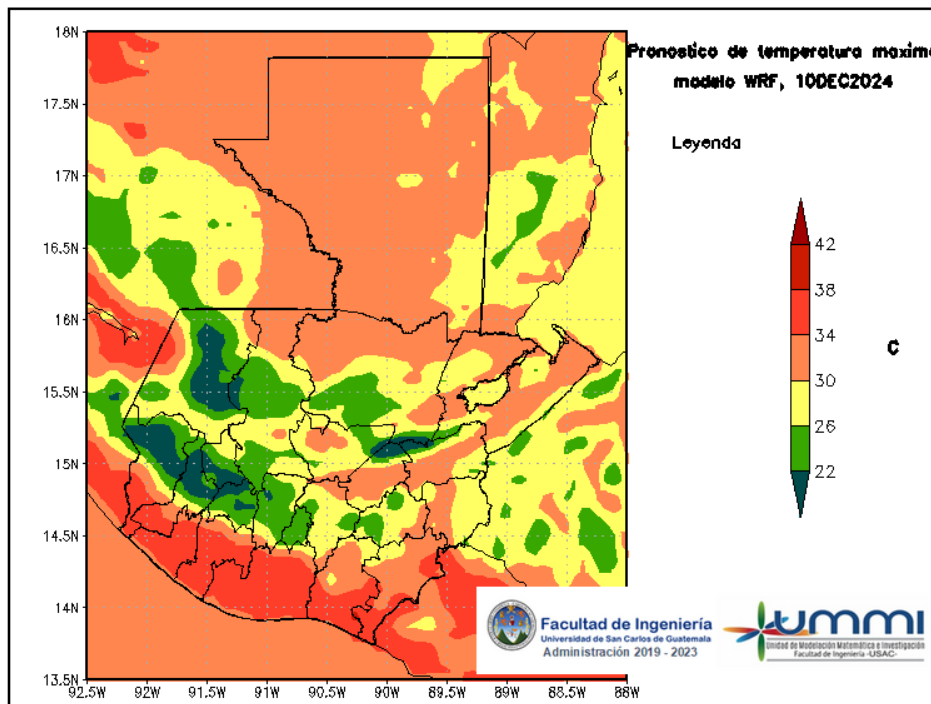 Pronostico de temperatura maxim
modelo WRF, 10DEC2024
Leyenda
42
38
34
30
26
22
C
18N
17.5N
17N
16.5N
16N
15.5N
15N
14.5N
14N
13.5N
92.5W 92W 91.5W 91W 90.5W 90W 89.5W 89W 88.5W 88W
Facultad de Ingeniería
Universidad de San Carlos de Guatemala
Administración 2019 - 2023
ummi
Unidad de Modelación Matemática e Investigación
Facultad de Ingeniería -USAC-